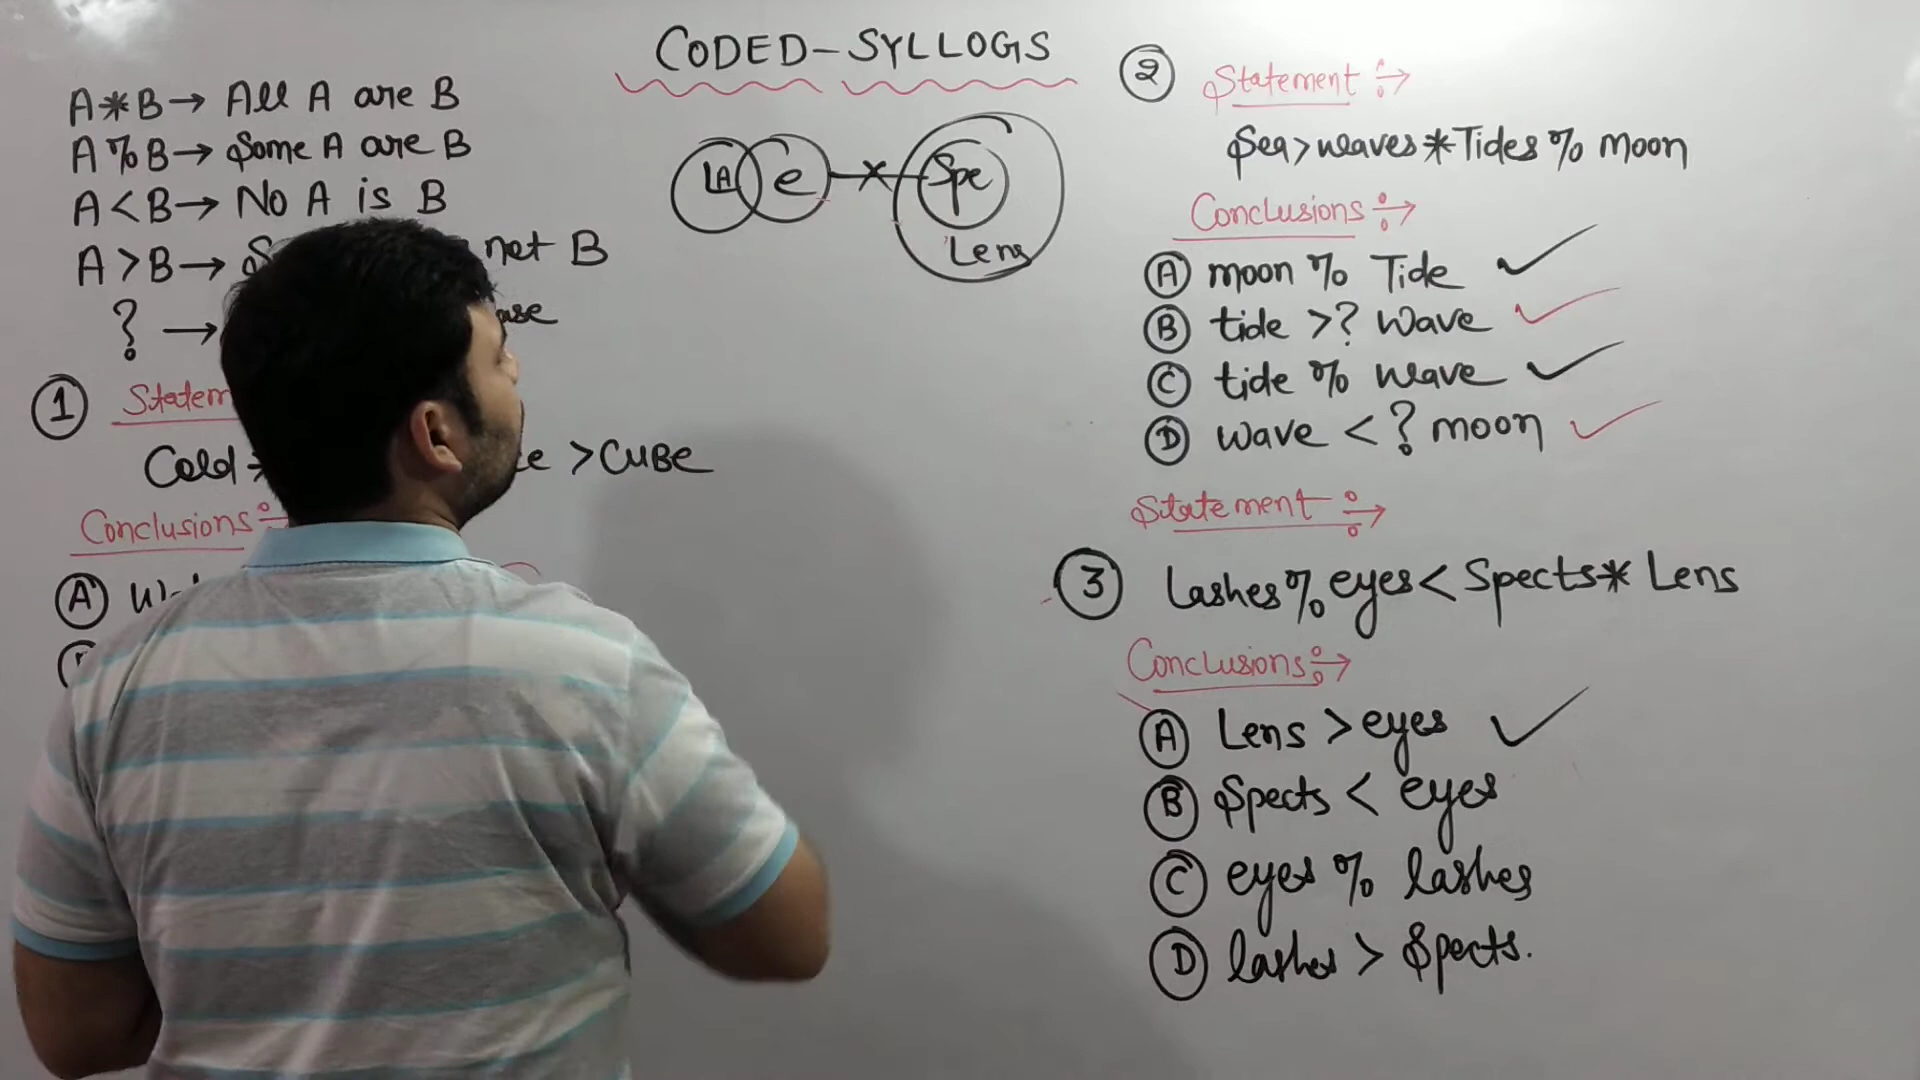 CODED-SYLLOGS
A*B→ All A are B
A%B→ Some A are B
A<B→ No A is B
A>B→ not B
? →
① Statem
Cold >CUBE
Conclusions ÷
Ⓐ
LA e Spe
Lens
② Statement ÷→
Sea>waves*Tides % moon
Conclusions ÷→
Ⓐ moon % Tide ✓
Ⓑ tide >? wave ✓
Ⓒ tide % wave ✓
Ⓓ wave <? moon ✓
Statement ÷→
③ Lashes%eyes<Spects* Lens
Conclusions ÷→
Ⓐ Lens >eyes ✓
Ⓑ Spects < eyes
Ⓒ eyes % lashes
Ⓓ lashes > Spects.